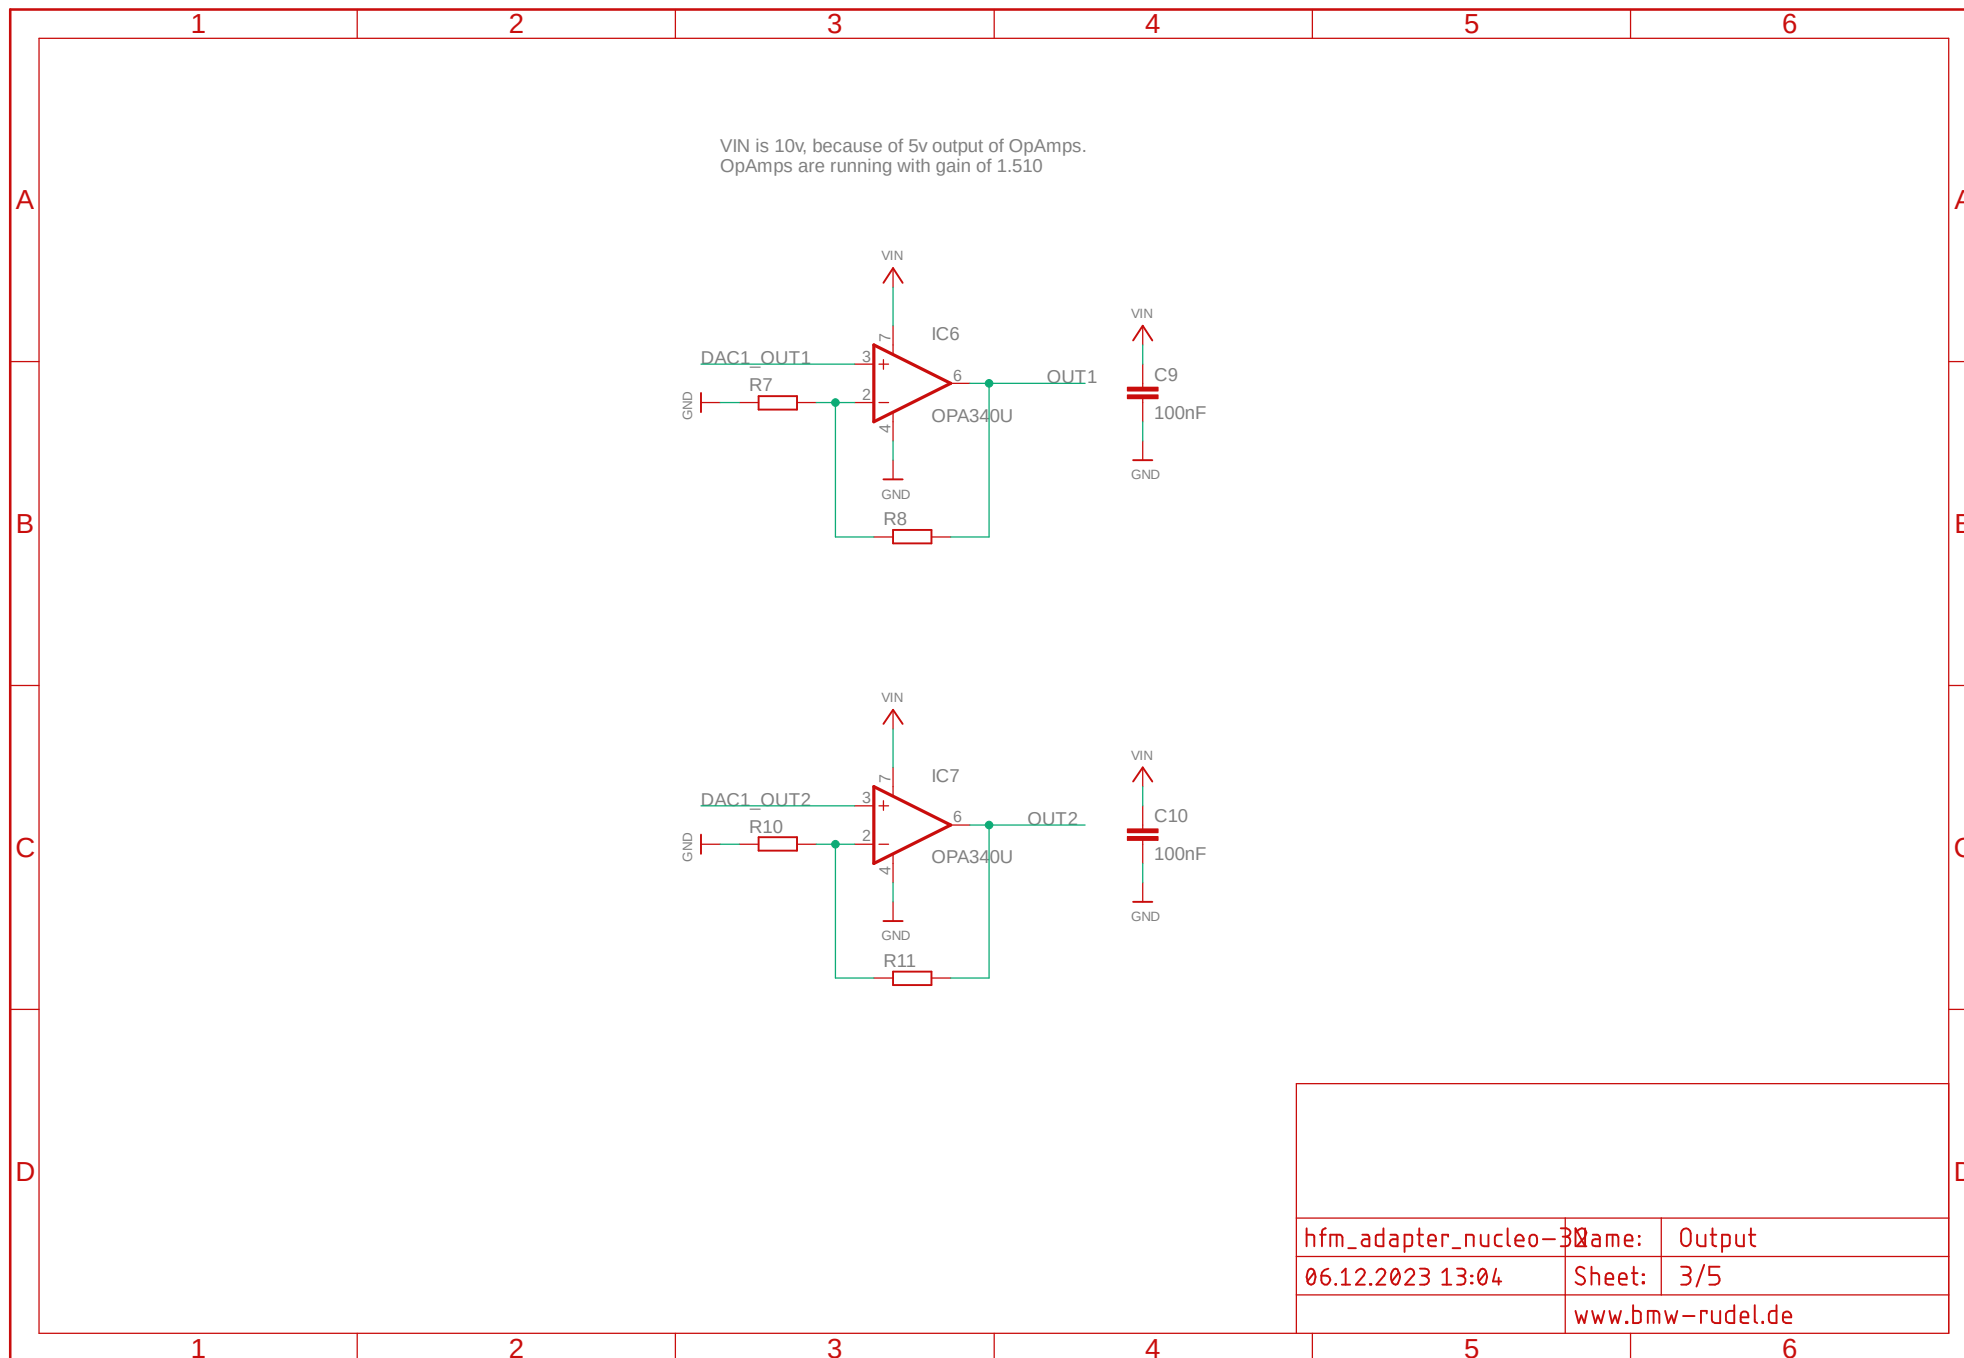 1 2 3 4 5 6
VIN is 10v, because of 5v output of OpAmps.
OpAmps are running with gain of 1.510
A A
VIN
7
IC6
VIN
DAC1_OUT1
3
+
R7
6
OUT1
C9
GND
2
−
OPA340U
100nF
4
GND
GND
R8
B B
VIN
7
IC7
VIN
DAC1_OUT2
3
+
R10
6
OUT2
C10
C C
GND
2
−
OPA340U
100nF
4
GND
GND
R11
D D
hfm_adapter_nucleo-32 Name: Output
06.12.2023 13:04 Sheet: 3/5
www.bmw-rudel.de
1 2 3 4 5 6